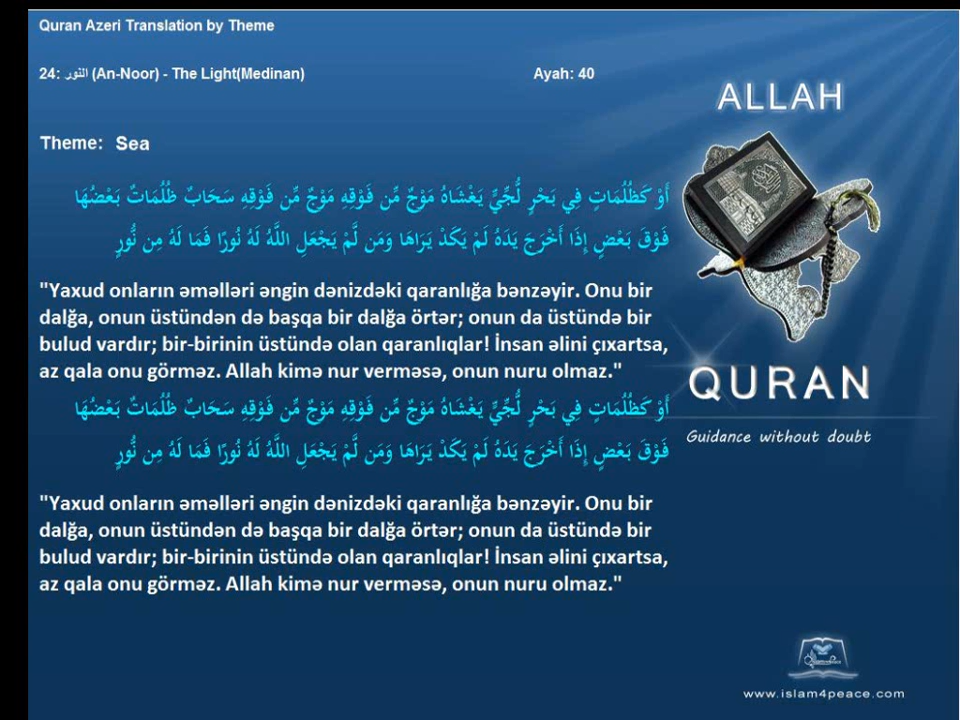 Quran Azeri Translation by Theme
24: النور (An-Noor) - The Light(Medinan)
Ayah: 40
Theme: Sea
أَوْ كَظُلُمَاتٍ فِي بَحْرٍ لُّجِّيٍّ يَغْشَاهُ مَوْجٌ مِّن فَوْقِهِ مَوْجٌ مِّن فَوْقِهِ سَحَابٌ ظُلُمَاتٌ بَعْضُهَا
فَوْقَ بَعْضٍ إِذَا أَخْرَجَ يَدَهُ لَمْ يَكَدْ يَرَاهَا وَمَن لَّمْ يَجْعَلِ اللَّهُ لَهُ نُورًا فَمَا لَهُ مِن نُّورٍ
"Yaxud onların əməlləri əngin dənizdəki qaranlığa bənzəyir. Onu bir
dalğa, onun üstündən də başqa bir dalğa örtər; onun da üstündə bir
bulud vardır; bir-birinin üstündə olan qaranlıqlar! İnsan əlini çıxartsa,
az qala onu görməz. Allah kimə nur verməsə, onun nuru olmaz."
أَوْ كَظُلُمَاتٍ فِي بَحْرٍ لُّجِّيٍّ يَغْشَاهُ مَوْجٌ مِّن فَوْقِهِ مَوْجٌ مِّن فَوْقِهِ سَحَابٌ ظُلُمَاتٌ بَعْضُهَا
فَوْقَ بَعْضٍ إِذَا أَخْرَجَ يَدَهُ لَمْ يَكَدْ يَرَاهَا وَمَن لَّمْ يَجْعَلِ اللَّهُ لَهُ نُورًا فَمَا لَهُ مِن نُّورٍ
"Yaxud onların əməlləri əngin dənizdəki qaranlığa bənzəyir. Onu bir
dalğa, onun üstündən də başqa bir dalğa örtər; onun da üstündə bir
bulud vardır; bir-birinin üstündə olan qaranlıqlar! İnsan əlini çıxartsa,
az qala onu görməz. Allah kimə nur verməsə, onun nuru olmaz."
ALLAH
QURAN
Guidance without doubt
www.islam4peace.com